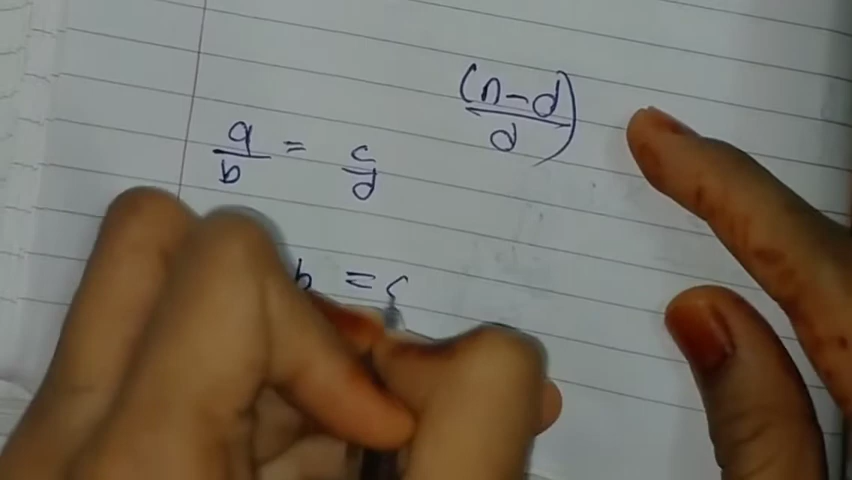 (n-d)
d
a/b = c/d
b = c